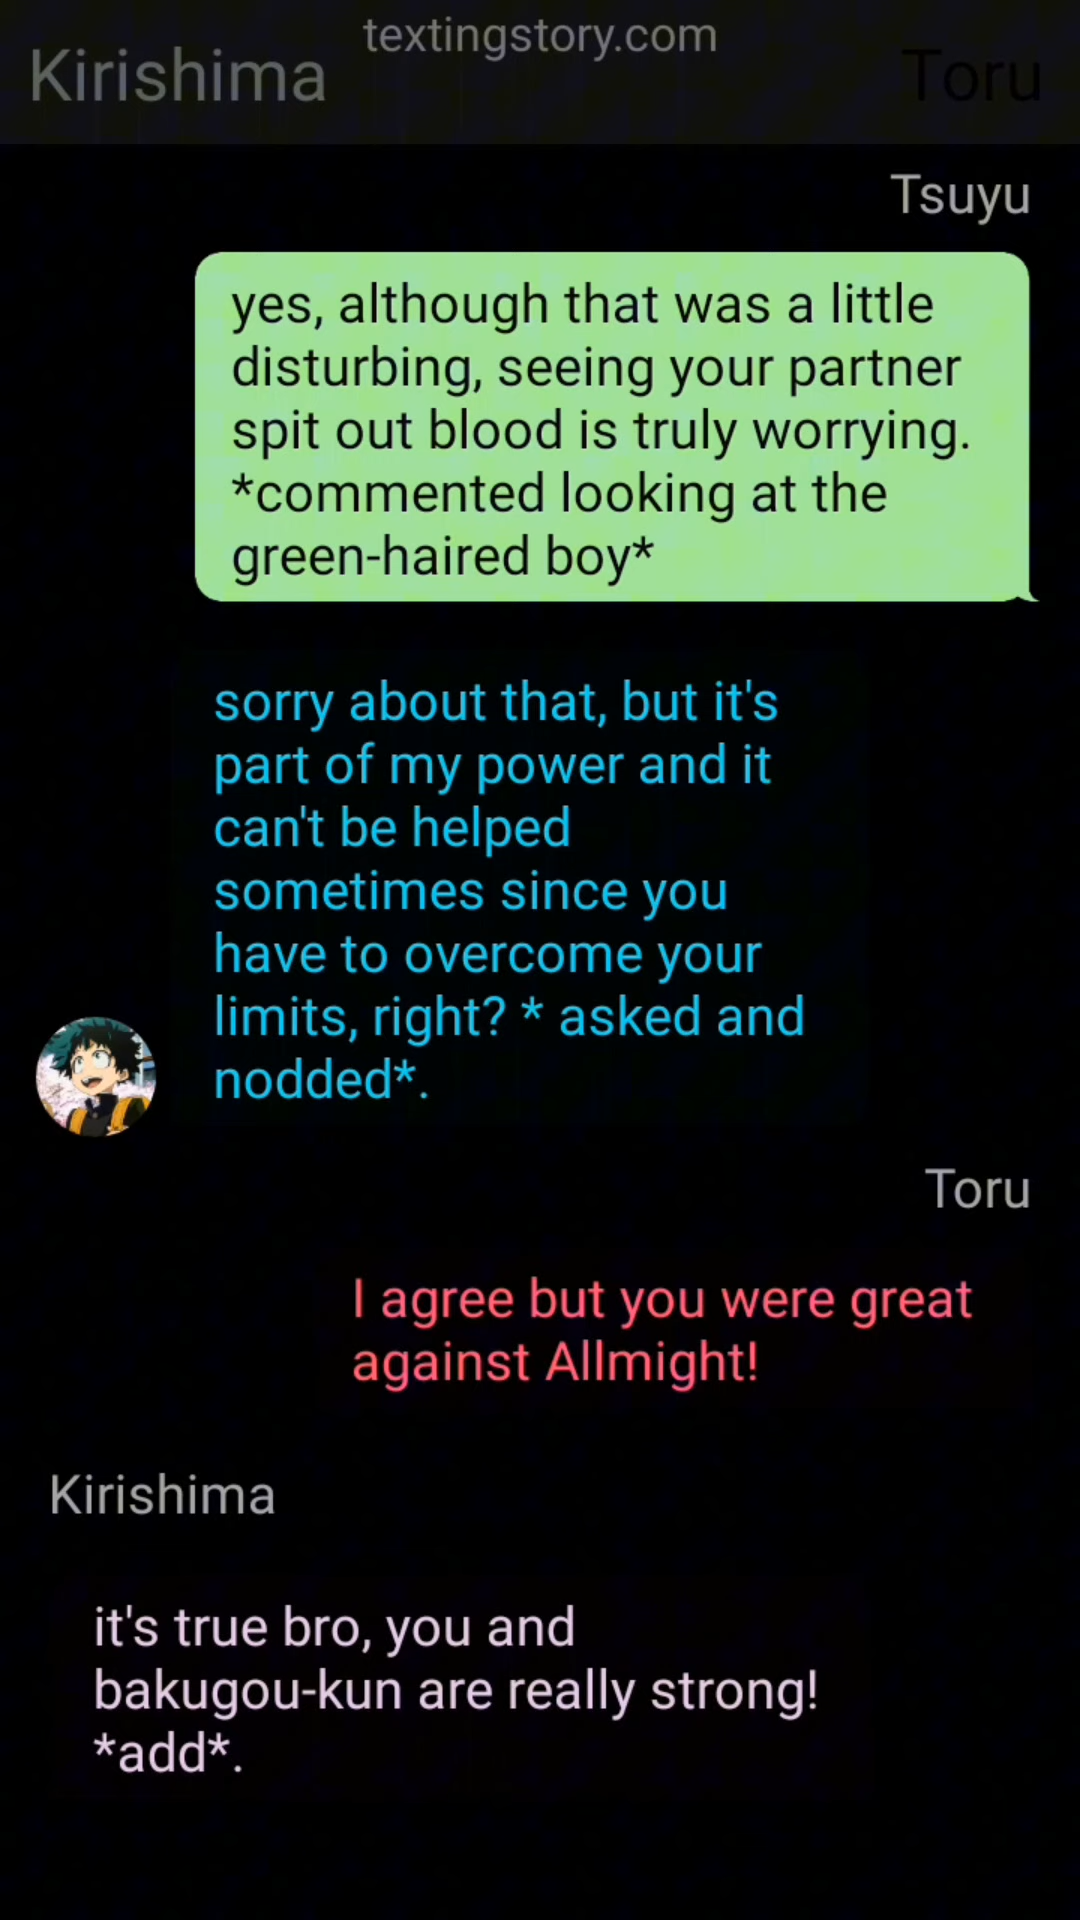 textingstory.com
Kirishima Toru
Tsuyu
yes, although that was a little
disturbing, seeing your partner
spit out blood is truly worrying.
*commented looking at the
green-haired boy*
sorry about that, but it's
part of my power and it
can't be helped
sometimes since you
have to overcome your
limits, right? * asked and
nodded*.
Toru
I agree but you were great
against Allmight!
Kirishima
it's true bro, you and
bakugou-kun are really strong!
*add*.